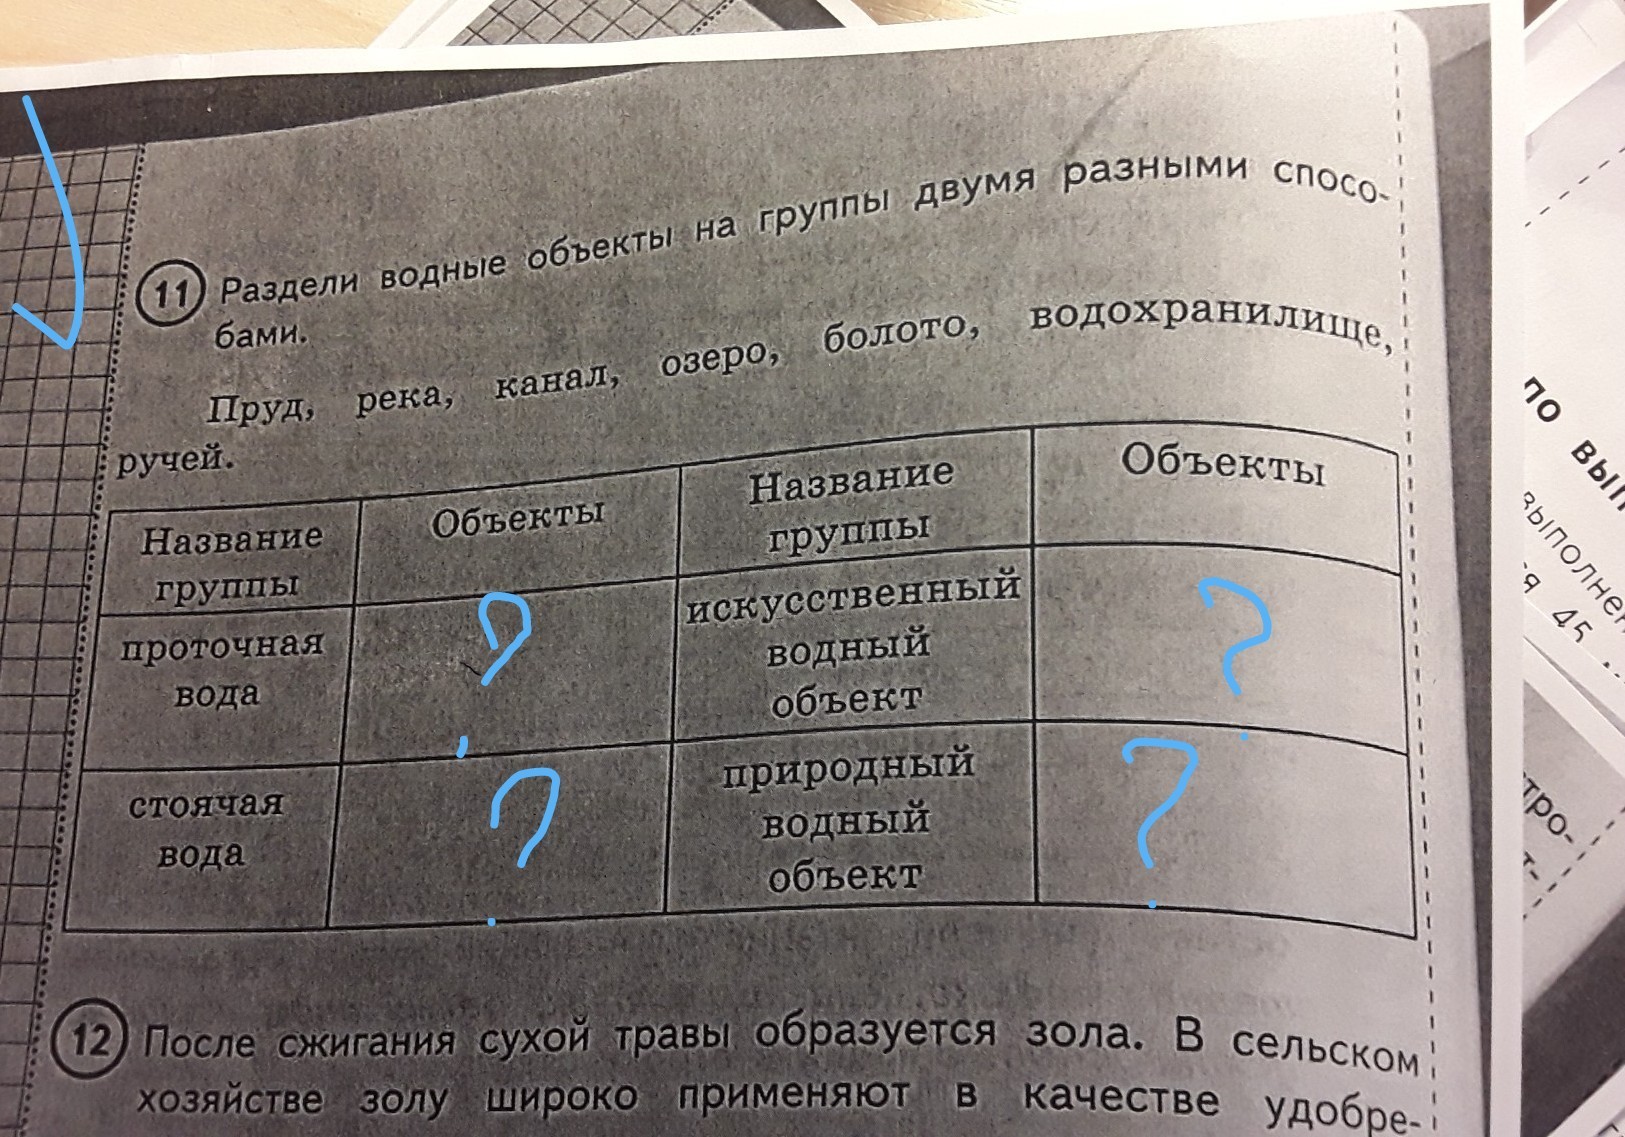 11 Раздели водные объекты на группы двумя разными спосо-
бами.
Пруд, река, канал, озеро, болото, водохранилище,
ручей.
Название
группы
Объекты
Название
группы
Объекты
проточная
вода
?
искусственный
водный
объект
?
стоячая
вода
?
природный
водный
объект
?
12 После сжигания сухой травы образуется зола. В сельском
хозяйстве золу широко применяют в качестве удобре-
по
45
тро-